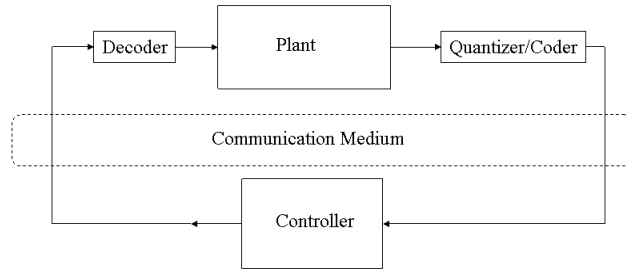 Decoder
Plant
Quantizer/Coder
Communication Medium
Controller